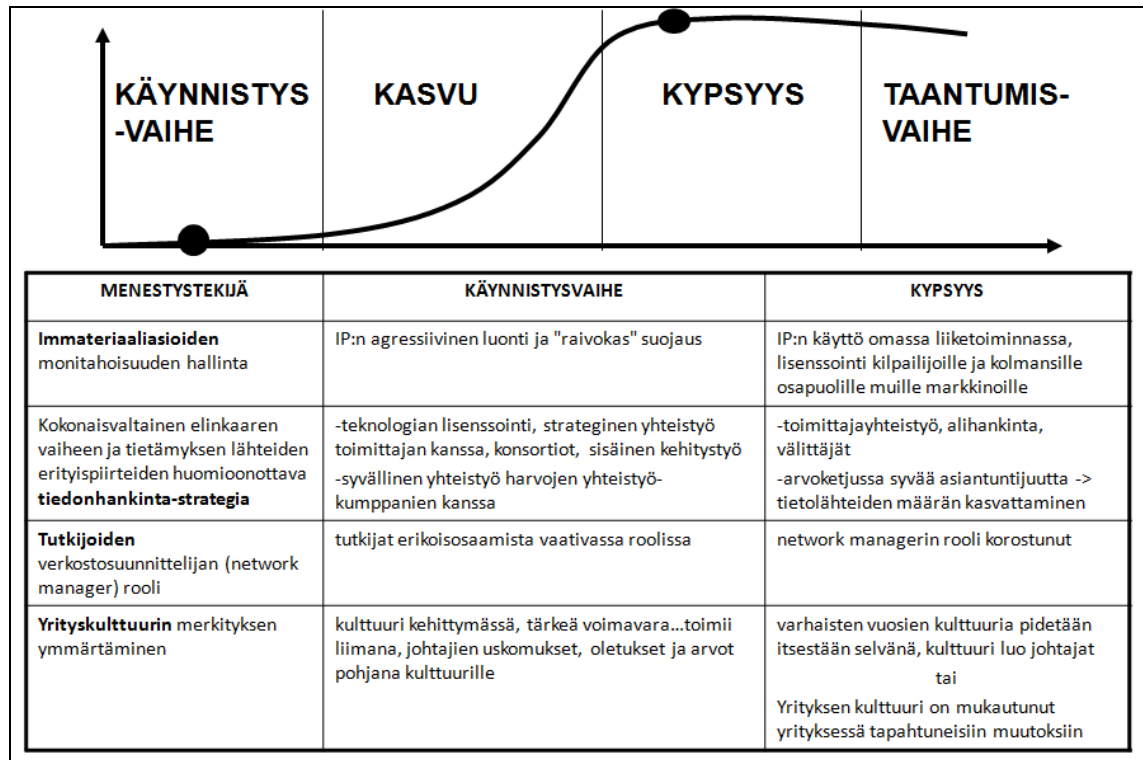 KÄYNNISTYS
-VAIHE
KASVU
KYPSYYS
TAANTUMIS-
VAIHE
MENESTYSTEKIJÄ
KÄYNNISTYSVAIHE
KYPSYYS
Immateriaaliasioiden
monitahoisuuden hallinta
IP:n agressiivinen luonti ja "raivokas" suojaus
IP:n käyttö omassa liiketoiminnassa,
lisenssointi kilpailijoille ja kolmansille
osapuolille muille markkinoille
Kokonaisvaltainen elinkaaren
vaiheen ja tietämyksen lähteiden
erityispiirteiden huomioonottava
tiedonhankinta-strategia
-teknologian lisenssointi, strateginen yhteistyö
toimittajan kanssa, konsortiot, sisäinen kehitystyö
-syvällinen yhteistyö harvojen yhteistyö-
kumppanien kanssa
-toimittajayhteistyö, alihankinta,
välittäjät
-arvoketjussa syvää asiantuntijuutta ->
tietolähteiden määrän kasvattaminen
Tutkijoiden
verkostosuunnittelijan (network
manager) rooli
tutkijat erikoisosaamista vaativassa roolissa
network managerin rooli korostunut
Yrityskulttuurin merkityksen
ymmärtäminen
kulttuuri kehittymässä, tärkeä voimavara...toimii
liimana, johtajien uskomukset, oletukset ja arvot
pohjana kulttuurille
varhaisten vuosien kulttuuria pidetään
itsestään selvänä, kulttuuri luo johtajat
tai
Yrityksen kulttuuri on mukautunut
yrityksessä tapahtuneisiin muutoksiin